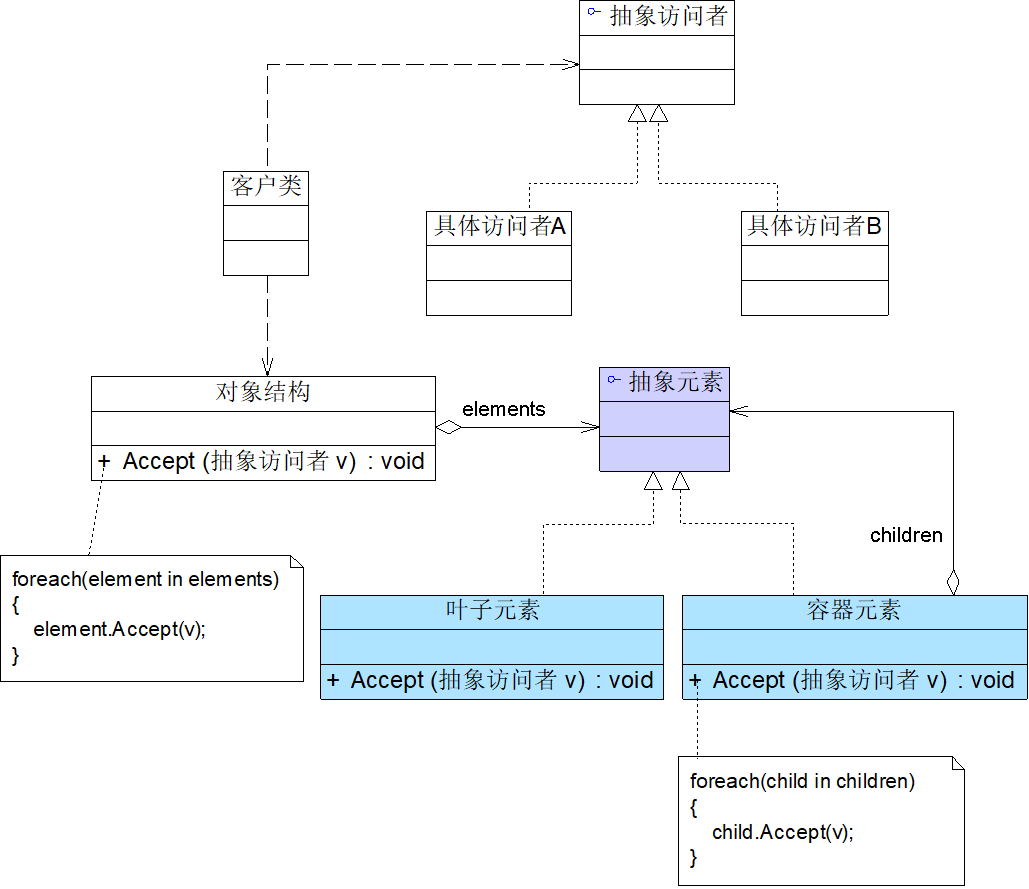 抽象访问者
客户类
具体访问者A
具体访问者B
对象结构
+ Accept (抽象访问者 v) : void
elements
抽象元素
children
foreach(element in elements)
{
element.Accept(v);
}
叶子元素
+ Accept (抽象访问者 v) : void
容器元素
+ Accept (抽象访问者 v) : void
foreach(child in children)
{
child.Accept(v);
}